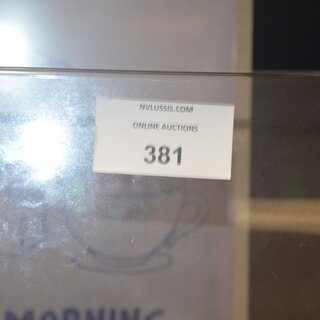 NVLUSSIS.COM
ONLINE AUCTIONS
381
MORNING